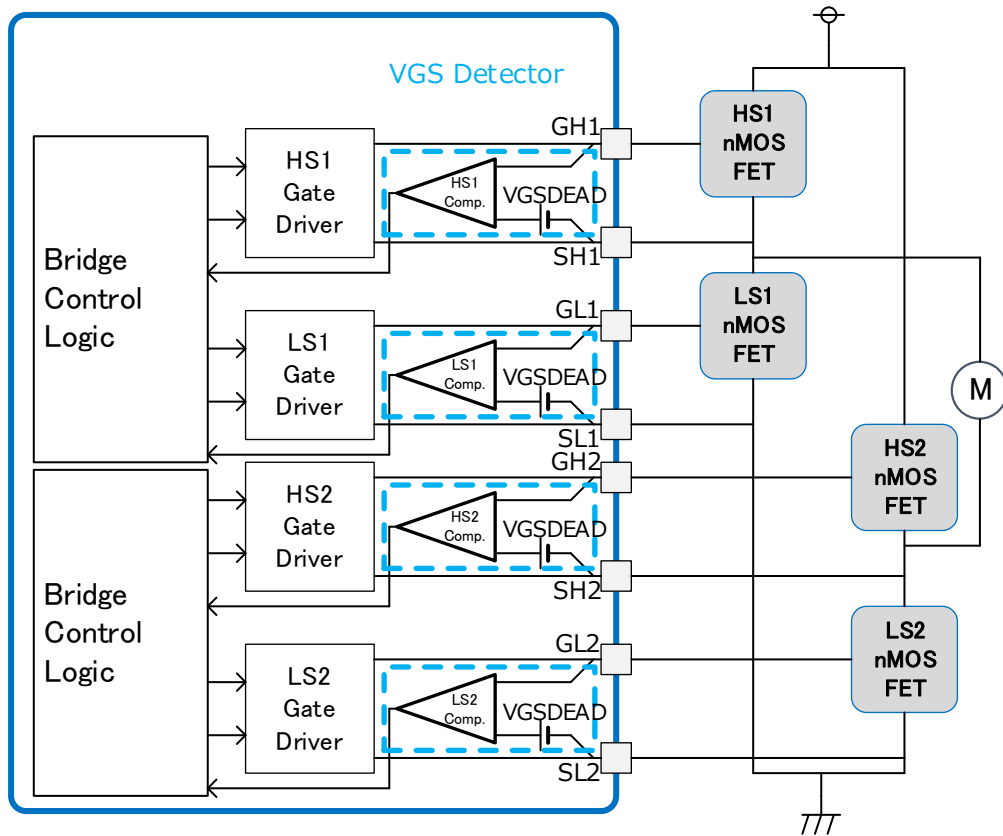 VGS Detector
GH1
HS1
nMOS
FET
HS1
Gate
Driver
HS1
Comp.
VGSDEAD
SH1
Bridge
Control
Logic
GL1
LS1
nMOS
FET
LS1
Gate
Driver
LS1
Comp.
VGSDEAD
SL1
M
GH2
HS2
nMOS
FET
HS2
Gate
Driver
HS2
Comp.
VGSDEAD
SH2
Bridge
Control
Logic
GL2
LS2
nMOS
FET
LS2
Gate
Driver
LS2
Comp.
VGSDEAD
SL2